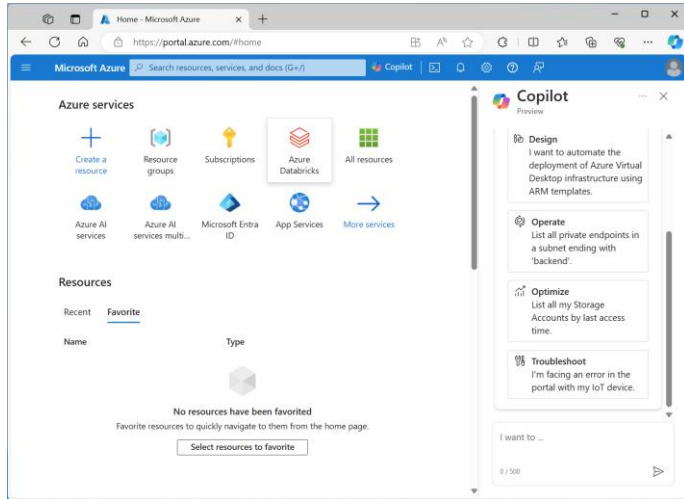 Home - Microsoft Azure
https://portal.azure.com/#home
Microsoft Azure
Search resources, services, and docs (G+/)
Copilot
Azure services
Create a
resource
Resource
groups
Subscriptions
Azure
Databricks
All resources
Azure AI
services
Azure AI
services multi...
Microsoft Entra
ID
App Services
More services
Resources
Recent
Favorite
Name
Type
No resources have been favorited
Favorite resources to quickly navigate to them from the home page.
Select resources to favorite
Copilot
Preview
Design
I want to automate the
deployment of Azure Virtual
Desktop infrastructure using
ARM templates.
Operate
List all private endpoints in
a subnet ending with
'backend'.
Optimize
List all my Storage
Accounts by last access
time.
Troubleshoot
I'm facing an error in the
portal with my IoT device.
I want to ...
0 / 500